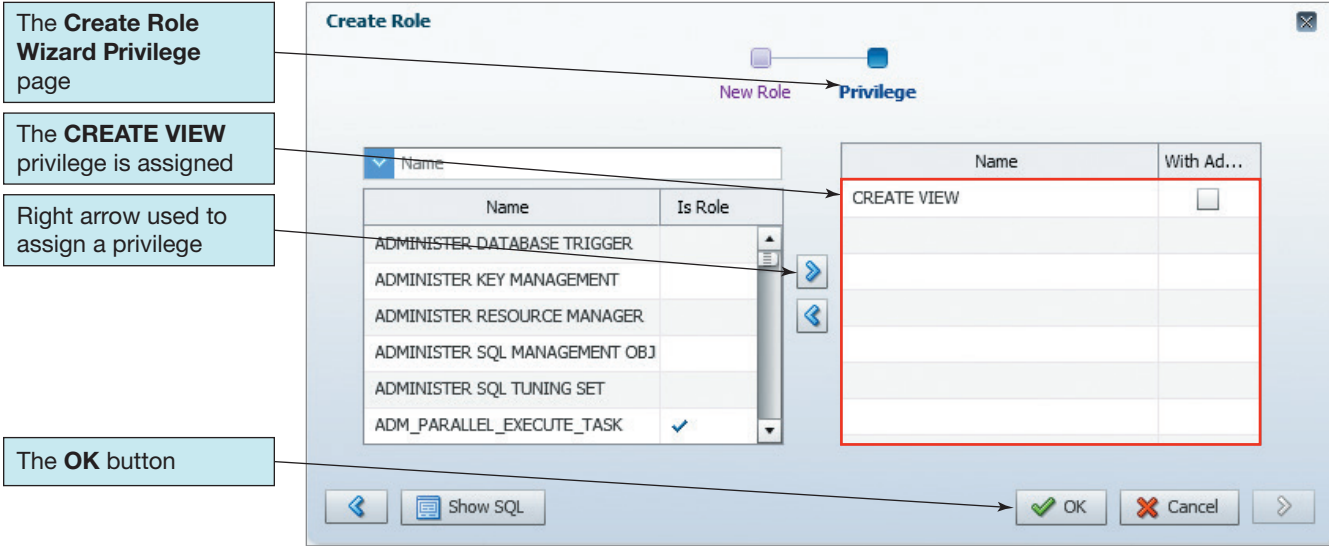 The Create Role
Wizard Privilege
page
The CREATE VIEW
privilege is assigned
Right arrow used to
assign a privilege
The OK button
Create Role
New Role
Privilege
Name
Name Is Role
ADMINISTER DATABASE TRIGGER
ADMINISTER KEY MANAGEMENT
ADMINISTER RESOURCE MANAGER
ADMINISTER SQL MANAGEMENT OBJ
ADMINISTER SQL TUNING SET
ADM_PARALLEL_EXECUTE_TASK
Name With Ad...
CREATE VIEW
Show SQL
OK
Cancel